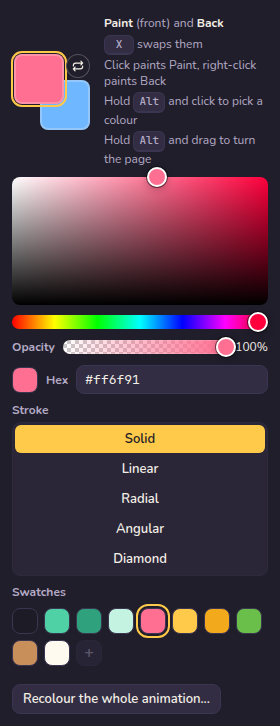 Paint (front) and Back
X swaps them
Click paints Paint, right-click
paints Back
Hold Alt and click to pick a
colour
Hold Alt and drag to turn
the page
Opacity 100%
Hex #ff6f91
Stroke
Solid
Linear
Radial
Angular
Diamond
Swatches
+
Recolour the whole animation...